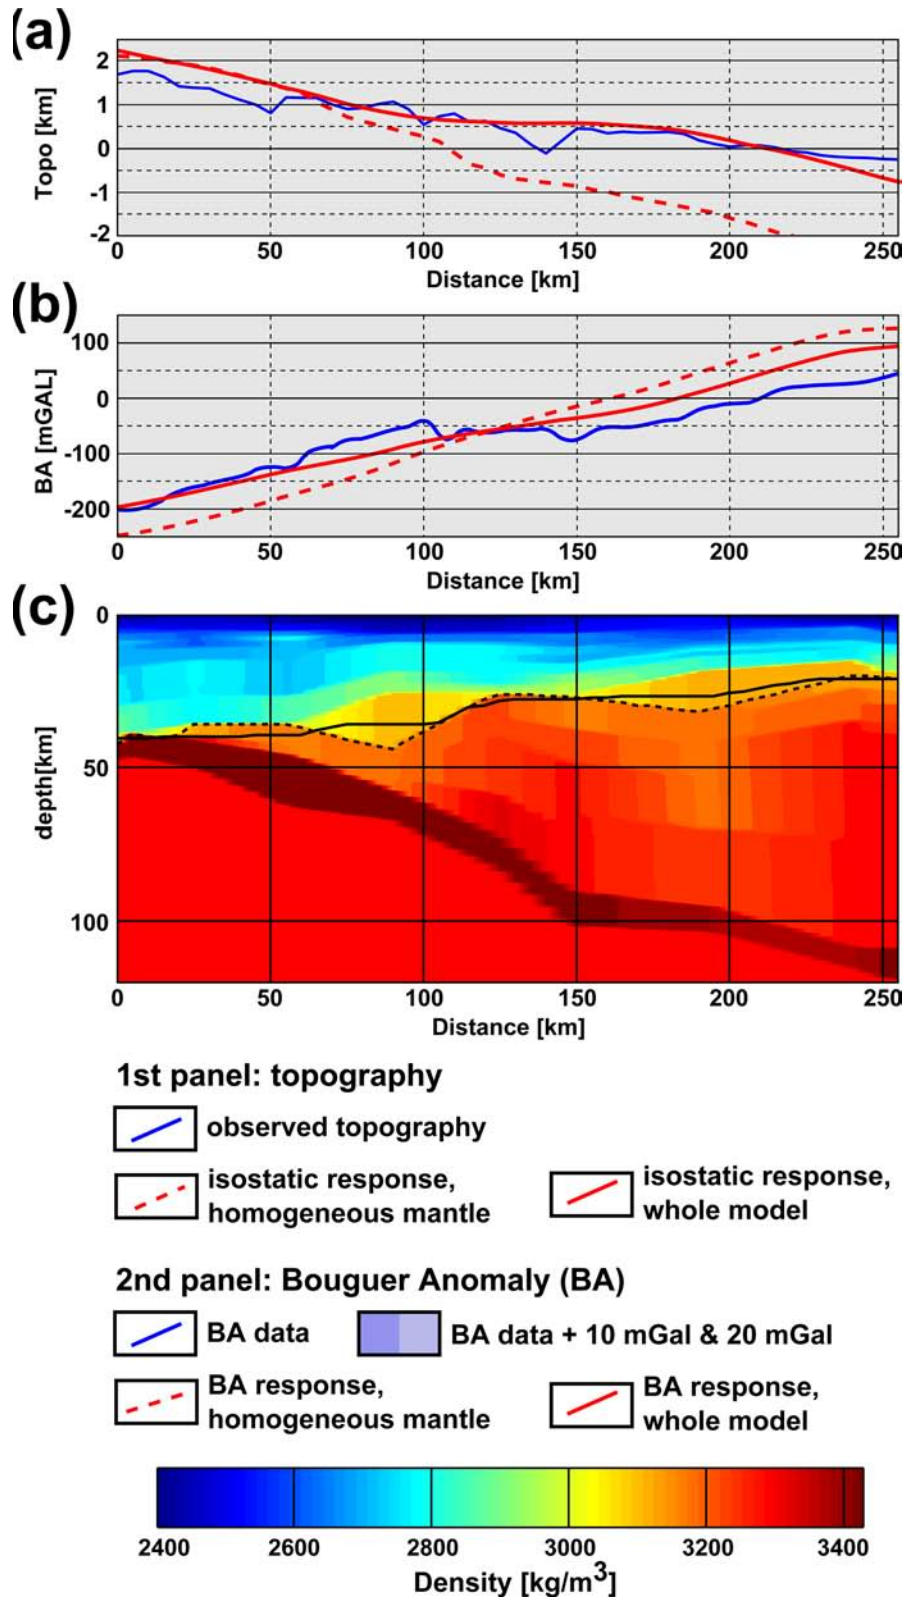 (a)
2
1
0
-1
-2
Topo [km]
0 50 100 150 200 250
Distance [km]
(b)
100
0
-100
-200
BA [mGAL]
0 50 100 150 200 250
Distance [km]
(c)
0
50
100
depth[km]
0 50 100 150 200 250
Distance [km]
1st panel: topography
observed topography
isostatic response, homogeneous mantle
isostatic response, whole model
2nd panel: Bouguer Anomaly (BA)
BA data
BA data + 10 mGal & 20 mGal
BA response, homogeneous mantle
BA response, whole model
2400 2600 2800 3000 3200 3400
Density [kg/m³]